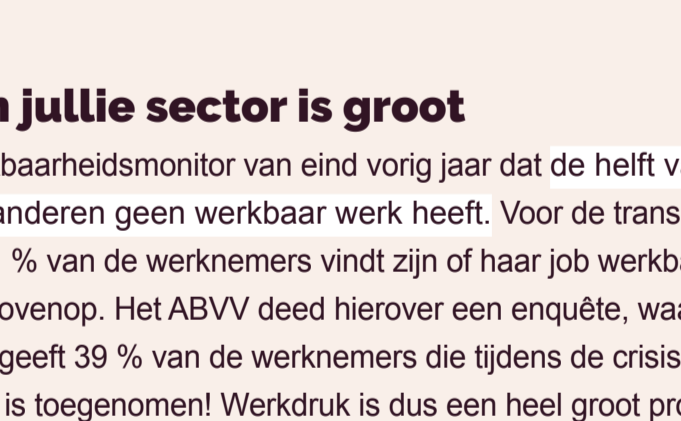 n jullie sector is groot
baarheidsmonitor van eind vorig jaar dat de helft va
anderen geen werkbaar werk heeft. Voor de trans
% van de werknemers vindt zijn of haar job werkba
ovenop. Het ABVV deed hierover een enquête, waa
geeft 39 % van de werknemers die tijdens de crisis
is toegenomen! Werkdruk is dus een heel groot pro